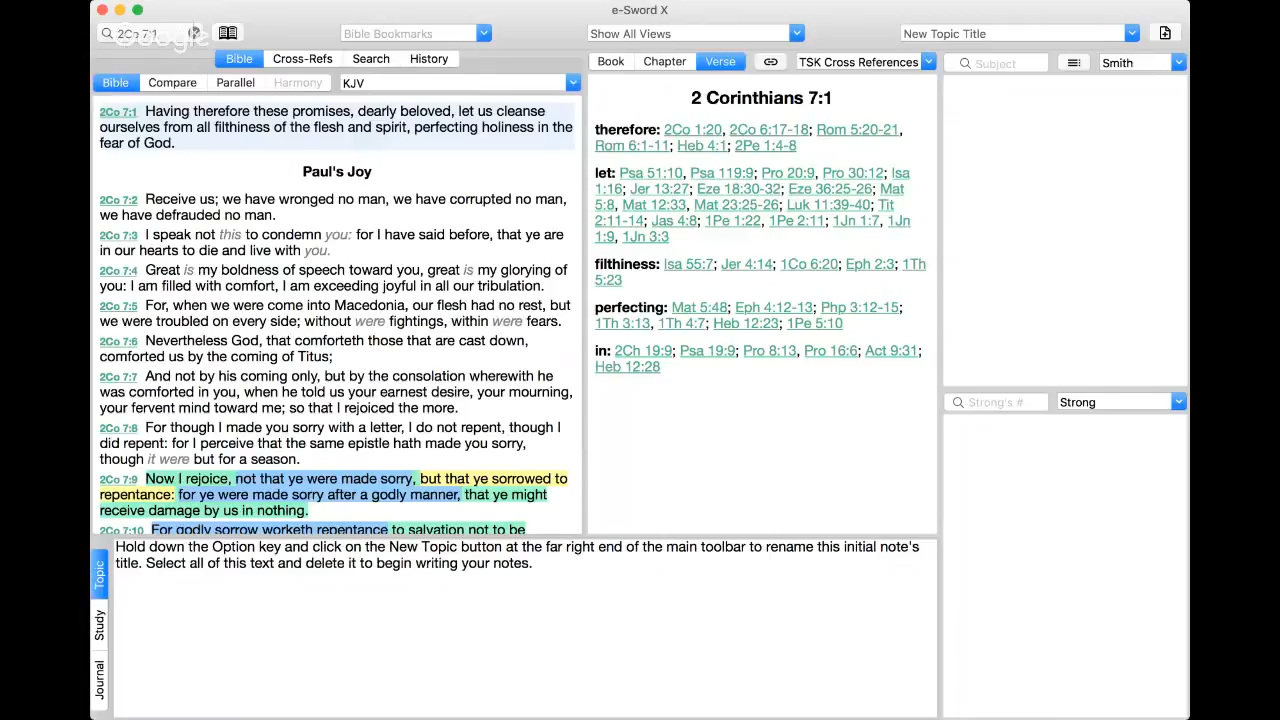 e-Sword X
2Co 7:1
Google
Bible Bookmarks
Show All Views
New Topic Title
Bible Cross-Refs Search History
Book Chapter Verse
TSK Cross References
Subject
Smith
Bible Compare Parallel Harmony
KJV
2Co 7:1 Having therefore these promises, dearly beloved, let us cleanse
ourselves from all filthiness of the flesh and spirit, perfecting holiness in the
fear of God.
Paul's Joy
2Co 7:2 Receive us; we have wronged no man, we have corrupted no man,
we have defrauded no man.
2Co 7:3 I speak not this to condemn you: for I have said before, that ye are
in our hearts to die and live with you.
2Co 7:4 Great is my boldness of speech toward you, great is my glorying of
you: I am filled with comfort, I am exceeding joyful in all our tribulation.
2Co 7:5 For, when we were come into Macedonia, our flesh had no rest, but
we were troubled on every side; without were fightings, within were fears.
2Co 7:6 Nevertheless God, that comforteth those that are cast down,
comforted us by the coming of Titus;
2Co 7:7 And not by his coming only, but by the consolation wherewith he
was comforted in you, when he told us your earnest desire, your mourning,
your fervent mind toward me; so that I rejoiced the more.
2Co 7:8 For though I made you sorry with a letter, I do not repent, though I
did repent: for I perceive that the same epistle hath made you sorry,
though it were but for a season.
2Co 7:9 Now I rejoice, not that ye were made sorry, but that ye sorrowed to
repentance: for ye were made sorry after a godly manner, that ye might
receive damage by us in nothing.
2Co 7:10 For godly sorrow worketh repentance to salvation not to be
2 Corinthians 7:1
therefore: 2Co 1:20, 2Co 6:17-18; Rom 5:20-21,
Rom 6:1-11; Heb 4:1; 2Pe 1:4-8
let: Psa 51:10, Psa 119:9; Pro 20:9, Pro 30:12; Isa
1:16; Jer 13:27; Eze 18:30-32; Eze 36:25-26; Mat
5:8, Mat 12:33, Mat 23:25-26; Luk 11:39-40; Tit
2:11-14; Jas 4:8; 1Pe 1:22, 1Pe 2:11; 1Jn 1:7, 1Jn
1:9, 1Jn 3:3
filthiness: Isa 55:7; Jer 4:14; 1Co 6:20; Eph 2:3; 1Th
5:23
perfecting: Mat 5:48; Eph 4:12-13; Php 3:12-15;
1Th 3:13, 1Th 4:7; Heb 12:23; 1Pe 5:10
in: 2Ch 19:9; Psa 19:9; Pro 8:13, Pro 16:6; Act 9:31;
Heb 12:28
Strong's #
Strong
Topic
Study
Journal
Hold down the Option key and click on the New Topic button at the far right end of the main toolbar to rename this initial note's
title. Select all of this text and delete it to begin writing your notes.